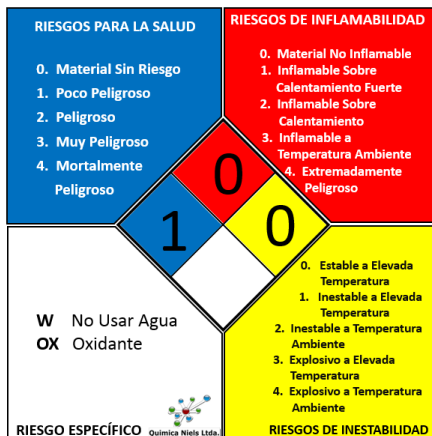 RIESGOS PARA LA SALUD
0. Material Sin Riesgo
1. Poco Peligroso
2. Peligroso
3. Muy Peligroso
4. Mortalmente
Peligroso
RIESGOS DE INFLAMABILIDAD
0. Material No Inflamable
1. Inflamable Sobre
Calentamiento Fuerte
2. Inflamable Sobre
Calentamiento
3. Inflamable a
Temperatura Ambiente
4. Extremadamente
Peligroso
0
1
0
W No Usar Agua
OX Oxidante
RIESGO ESPECÍFICO
Quimica Niels Ltda.
0. Estable a Elevada
Temperatura
1. Inestable a Elevada
Temperatura
2. Inestable a Temperatura
Ambiente
3. Explosivo a Elevada
Temperatura
4. Explosivo a Temperatura
Ambiente
RIESGOS DE INESTABILIDAD